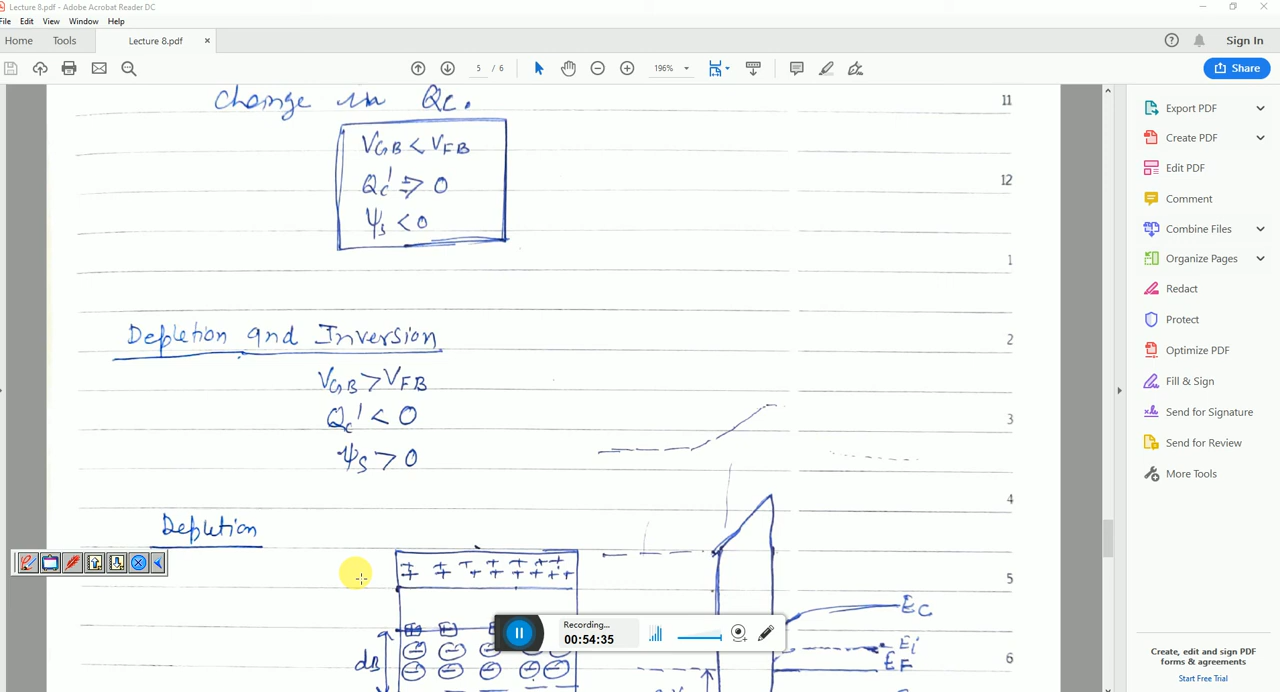 Lecture 8.pdf - Adobe Acrobat Reader DC
File Edit View Window Help
Home Tools Lecture 8.pdf × Sign In
5 / 6 196% Share
Change in Qc.
11
VGB < VFB
Qc' => 0
12
ψs < 0
1
Depletion and Inversion
2
VGB > VFB
Qc' < 0
3
ψs > 0
4
Depletion
5
+ + + + + + +
+ + + + + + +
EC
Ei
EF
dB
6
Recording...
00:54:35
Export PDF
Create PDF
Edit PDF
Comment
Combine Files
Organize Pages
Redact
Protect
Optimize PDF
Fill & Sign
Send for Signature
Send for Review
More Tools
Convert, edit and sign PDF
forms & agreements
Start Free Trial